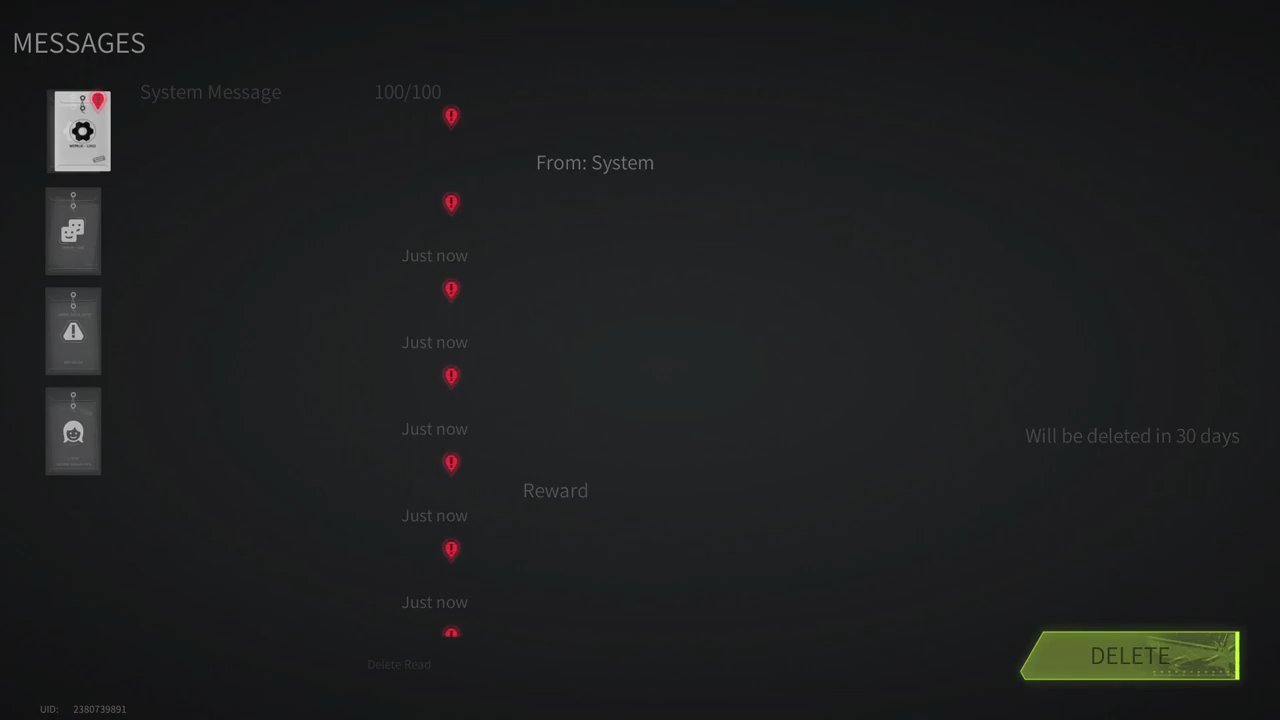 MESSAGES
System Message 100/100
From: System
Just now
Just now
Just now
Will be deleted in 30 days
Reward
Just now
Just now
DELETE
Delete Read
UID: 2380739891